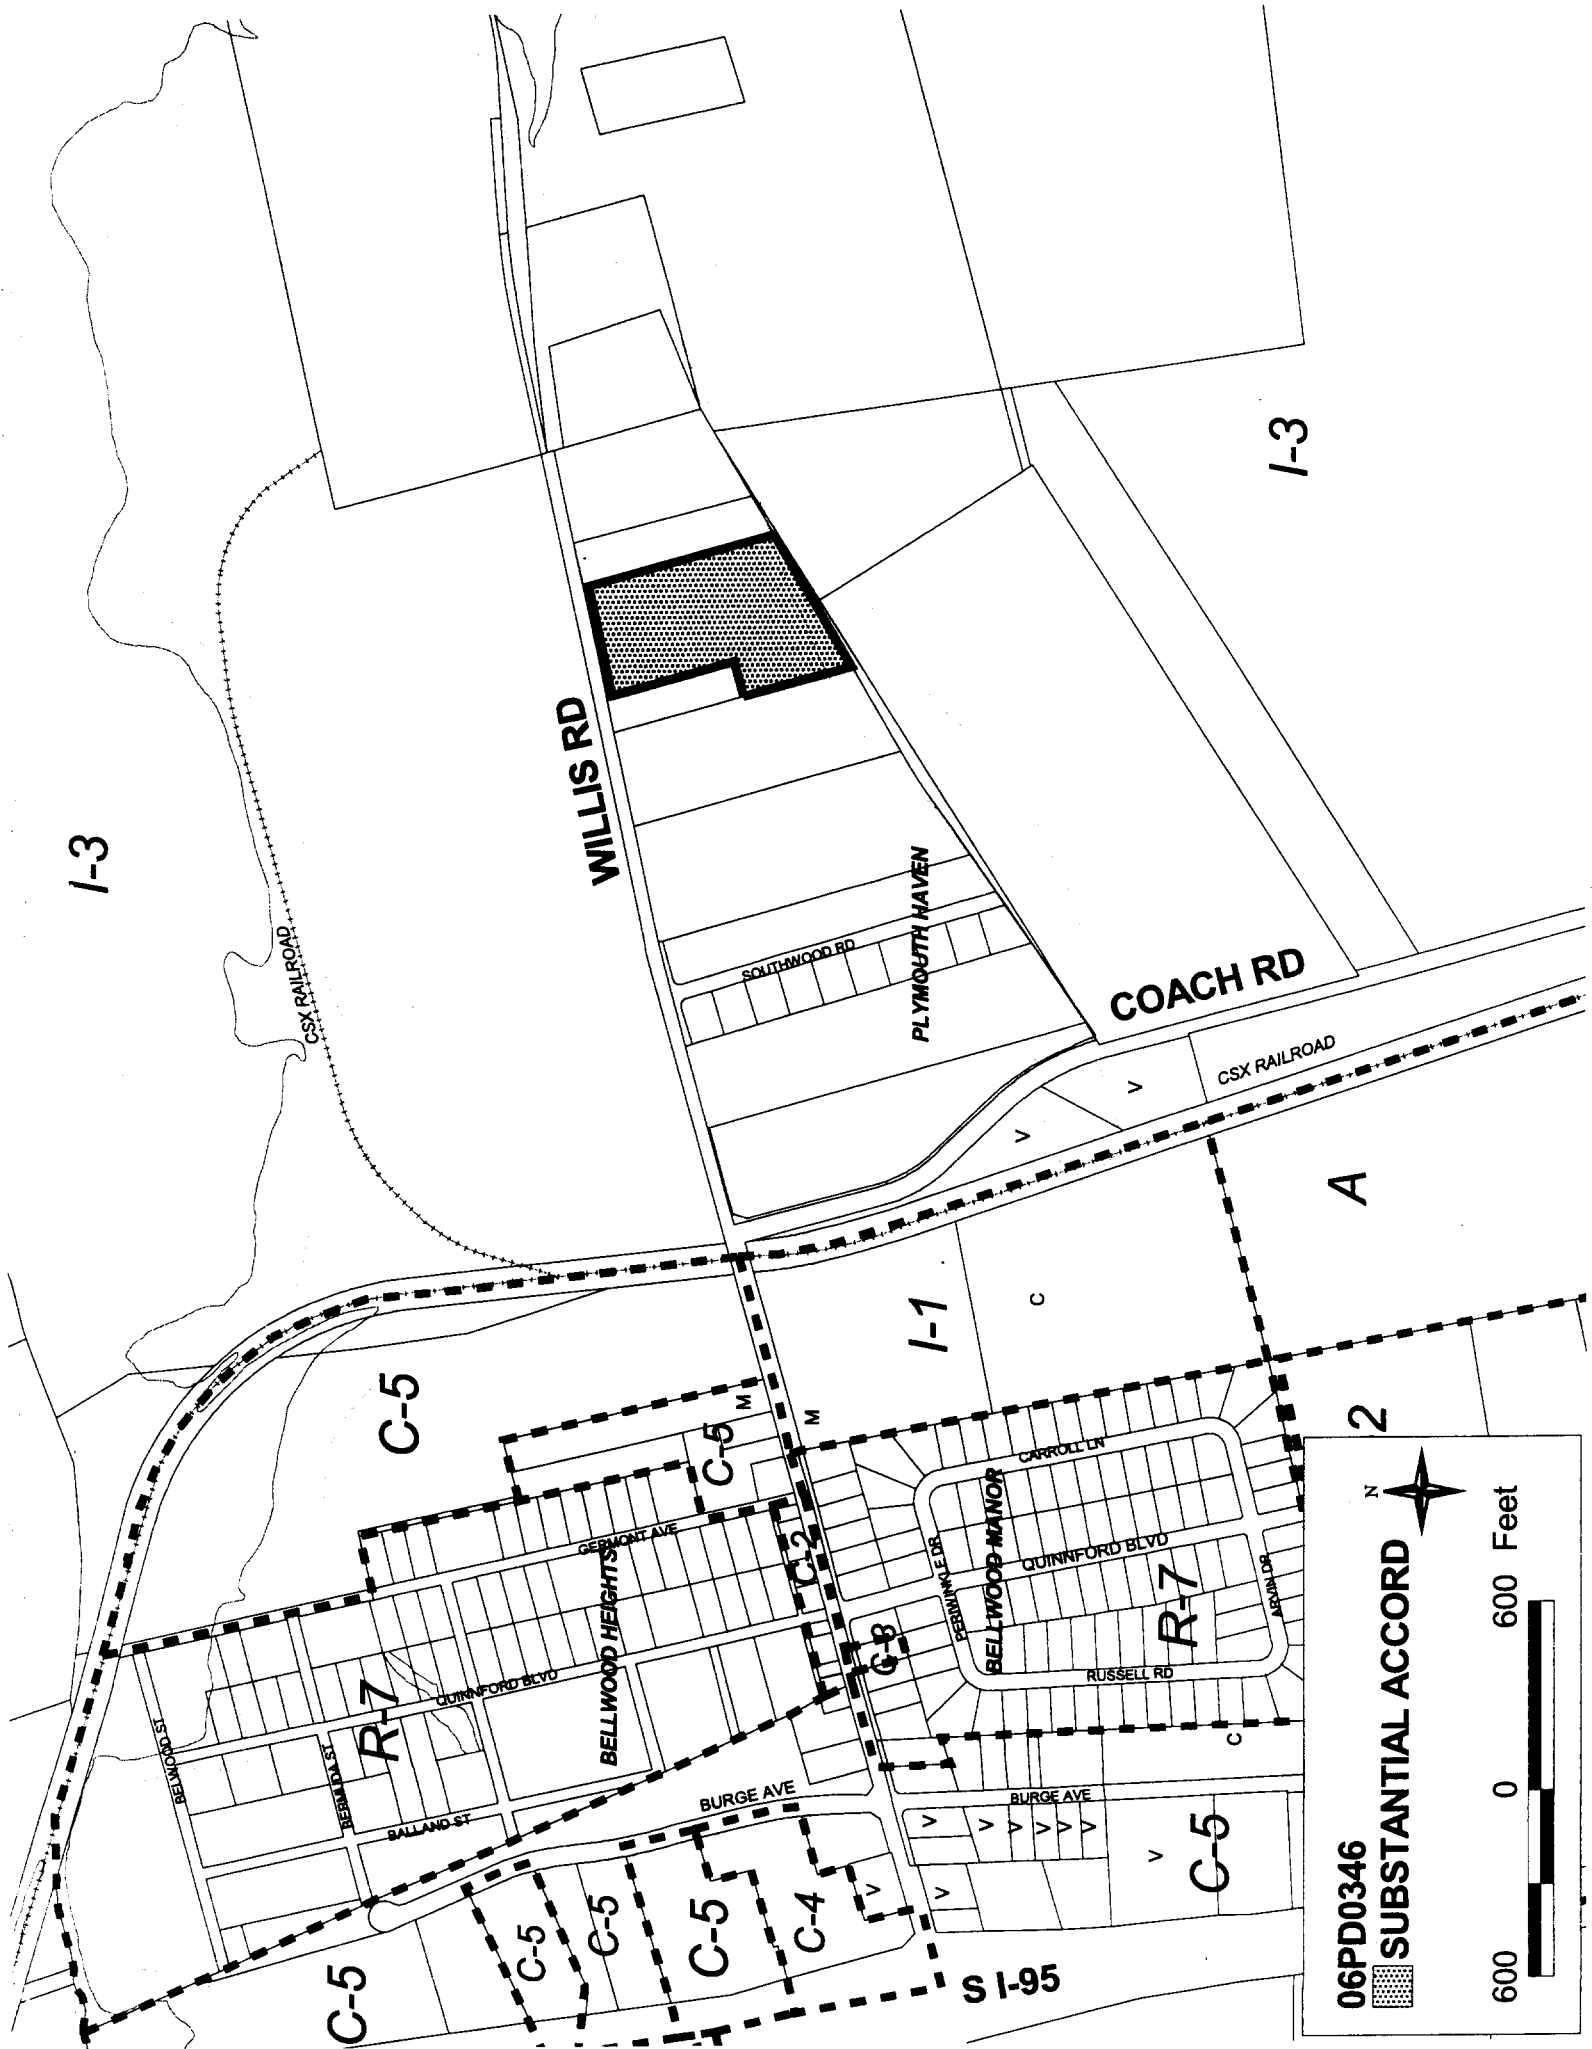 I-3
CSX RAILROAD
WILLIS RD
SOUTHWOOD RD
PLYMOUTH HAVEN
COACH RD
I-3
CSX RAILROAD
V
V
A
I-1
C
C-5
M
M
C-5
GERMONT AVE
BELLWOOD HEIGHTS
C-2
QUINNFORD BLVD
R-7
BELWOOD ST
BERMUDA ST
BALLAND ST
BURGE AVE
CARROLL LN
BELLWOOD MANOR
PERIWINKLE DR
QUINNFORD BLVD
R-7
ARVIN DR
RUSSELL RD
C
BURGE AVE
V
V
V
V
V
V
V
C-5
V
V
C-4
C-5
C-5
C-5
C-5
S I-95
2
06PD0346
SUBSTANTIAL ACCORD
N
600 0 600 Feet